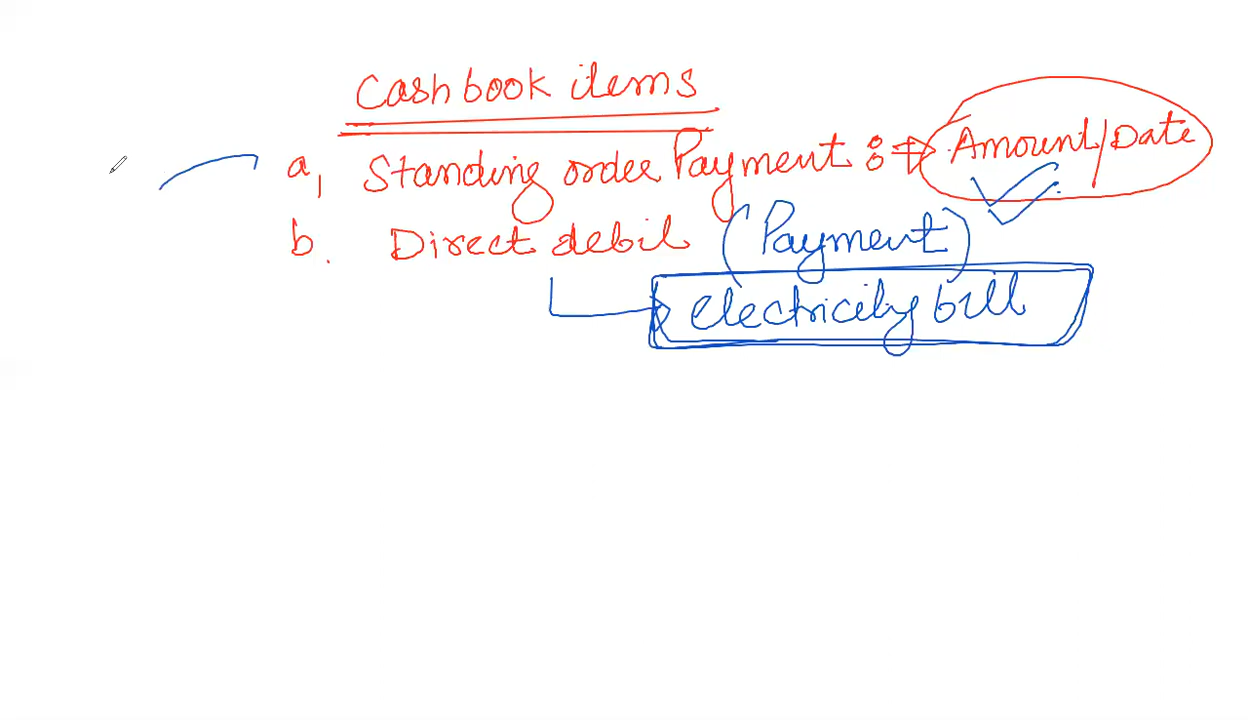 Cash book items
a, Standing order Payment : → Amount/Date
b. Direct debit (Payment)
electricity bill